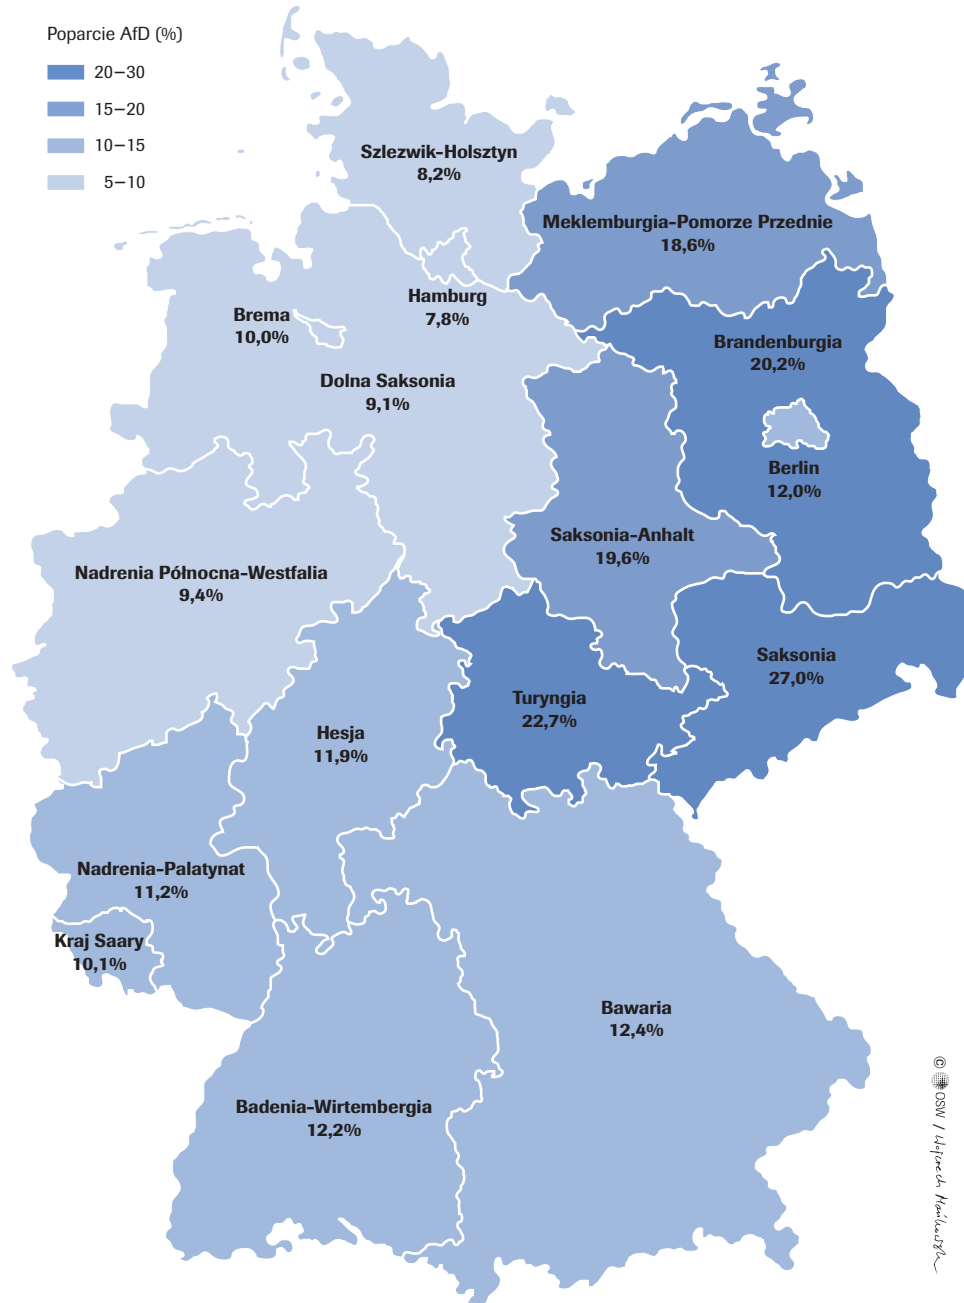 Poparcie AfD (%)
20–30
15–20
10–15
5–10
Szlezwik-Holsztyn
8,2%
Meklemburgia-Pomorze Przednie
18,6%
Hamburg
7,8%
Brema
10,0%
Brandenburgia
20,2%
Dolna Saksonia
9,1%
Berlin
12,0%
Saksonia-Anhalt
19,6%
Nadrenia Północna-Westfalia
9,4%
Saksonia
27,0%
Turyngia
22,7%
Hesja
11,9%
Nadrenia-Palatynat
11,2%
Kraj Saary
10,1%
Bawaria
12,4%
Badenia-Wirtembergia
12,2%
© OSW / Wojciech Mańkowski